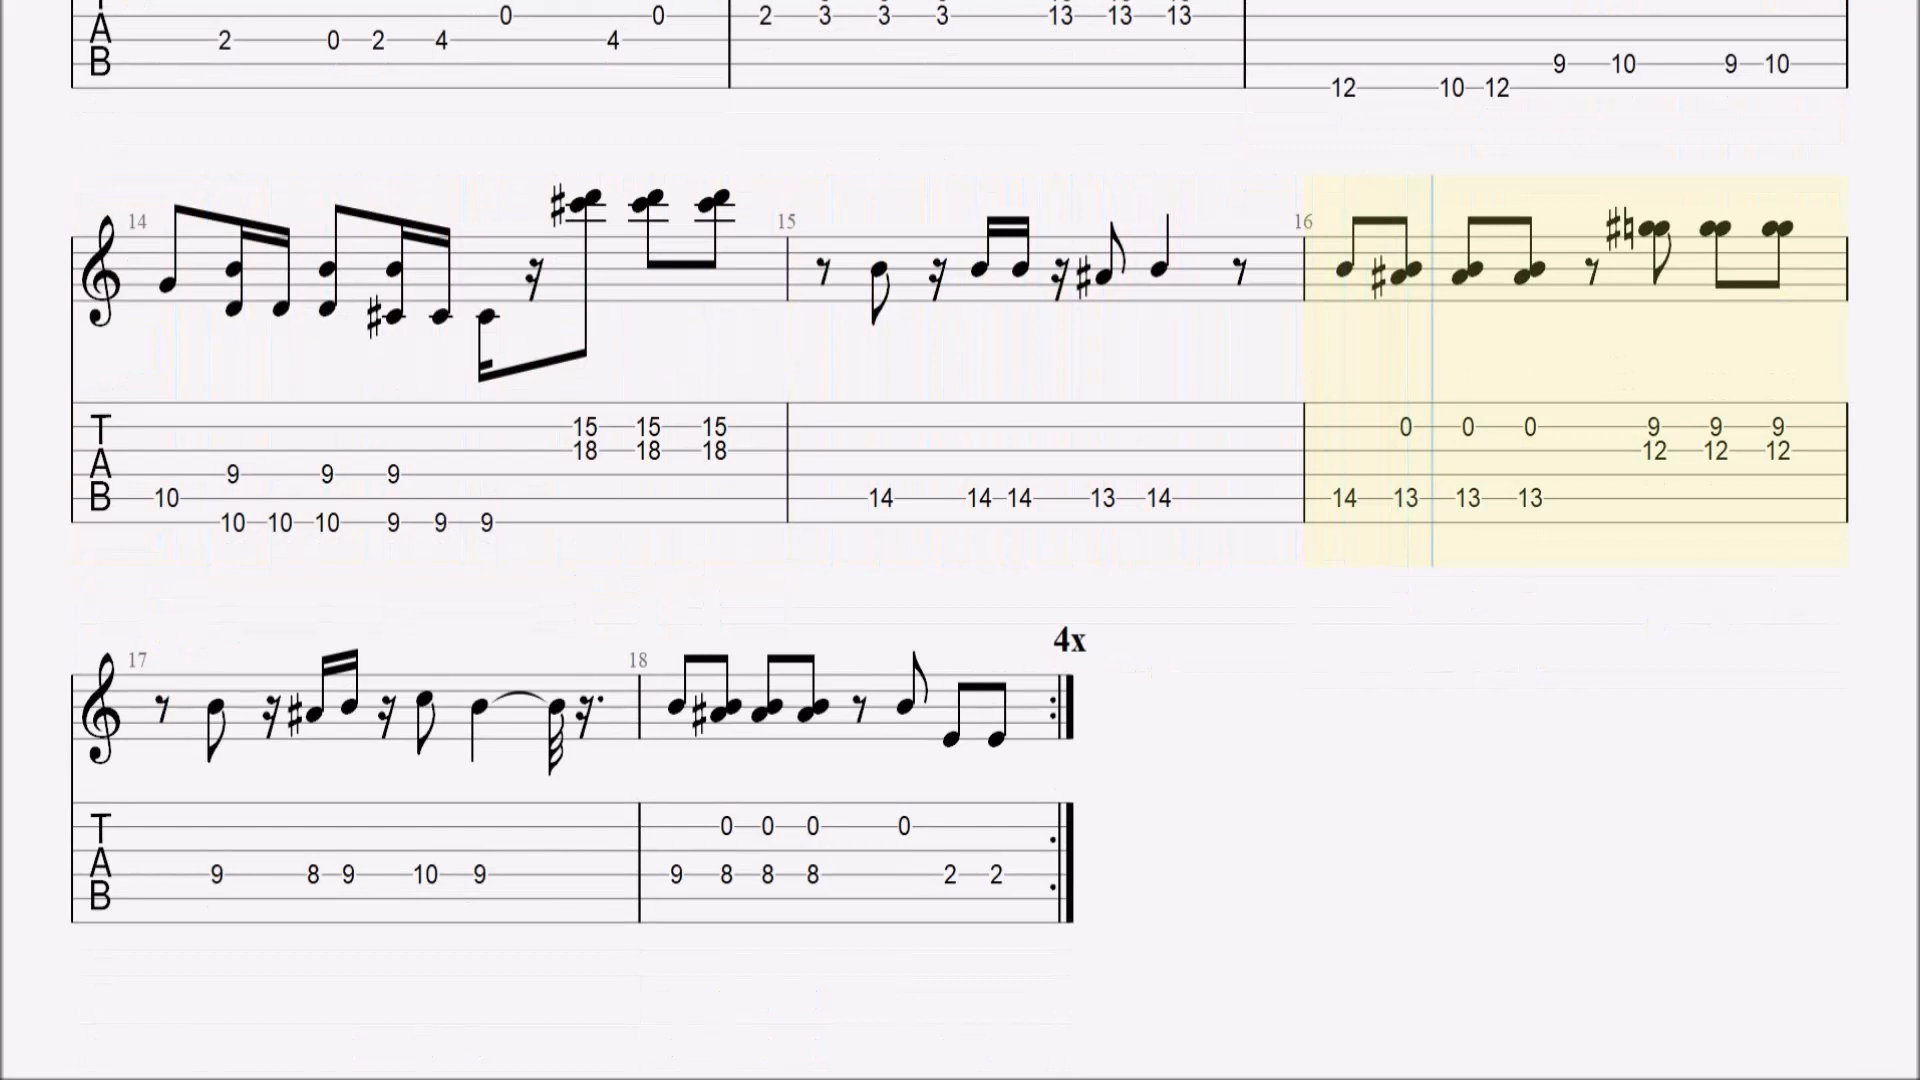 0 0 2 3 3 3 13 13 13
A 2 0 2 4 4
B 9 10 9 10
12 10 12
14 15 16
T 15 15 15 0 0 0 9 9 9
18 18 18 12 12 12
A 9 9 9
B 10 14 14 14 13 14 14 13 13 13
10 10 10 9 9 9
4x
17 18
T 0 0 0 0
A 9 8 9 10 9 9 8 8 8 2 2
B